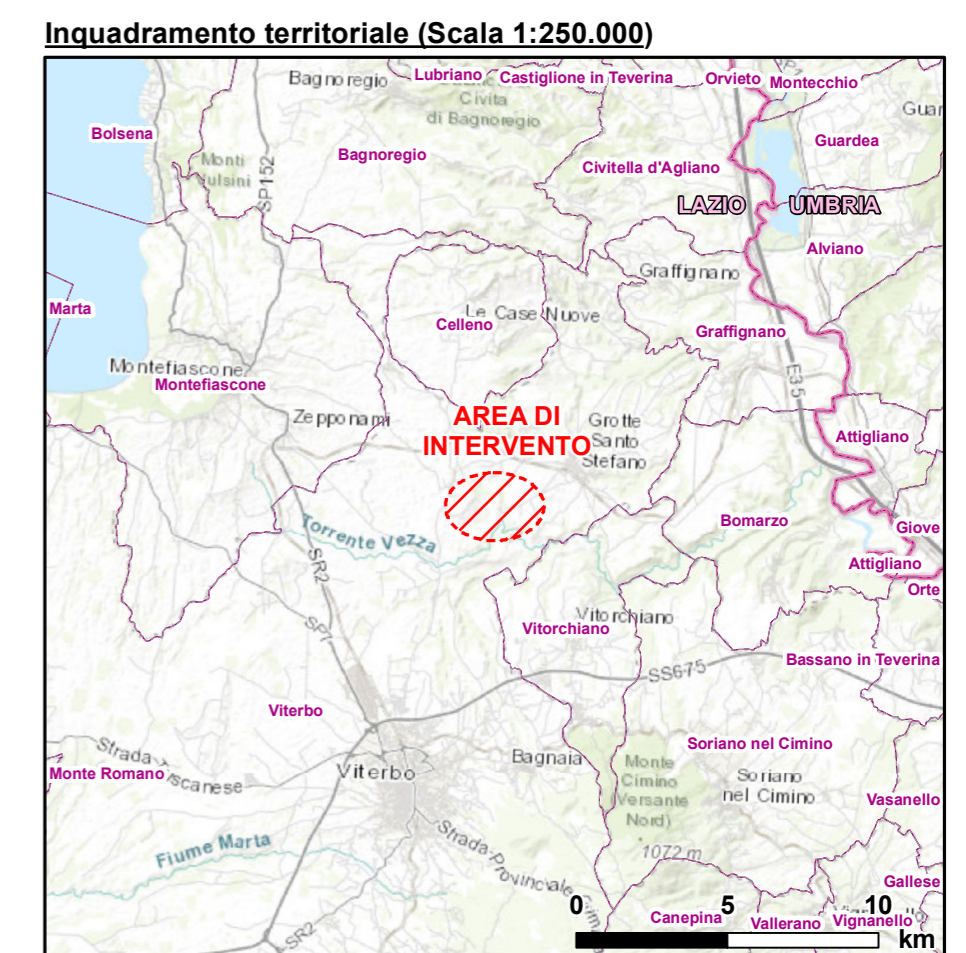 Inquadramento territoriale (Scala 1:250.000)
Bagnoregio
Lubriano
Castiglione in Teverina
Orvieto
Montecchio
Civita
di Bagnoregio
Bolsena
Guardea
Monti
Bagnoregio
Civitella d'Agliano
SP152
LAZIO
UMBRIA
Alviano
Graffignano
Marta
Le Case Nuove
Celleno
Graffignano
Montefiascone
Montefiascone
E35
Zepponami
AREA DI
INTERVENTO
Grotte
Santo
Stefano
Attigliano
Torrente Vezza
Bomarzo
Giove
SR2
Attigliano
Orte
Vitorchiano
Vitorchiano
SP7
Bassano in Teverina
SS675
Viterbo
Soriano nel Cimino
Strada
Monte Romano
Viterbo
Bagnaia
Monte
Cimino
(Versante
Nord)
Soriano
nel Cimino
Vasanello
Fiume Marta
Strada Provinciale
1072 m
Gallese
0 5 10
Canepina
Vallerano
Vignanello
km
SR2